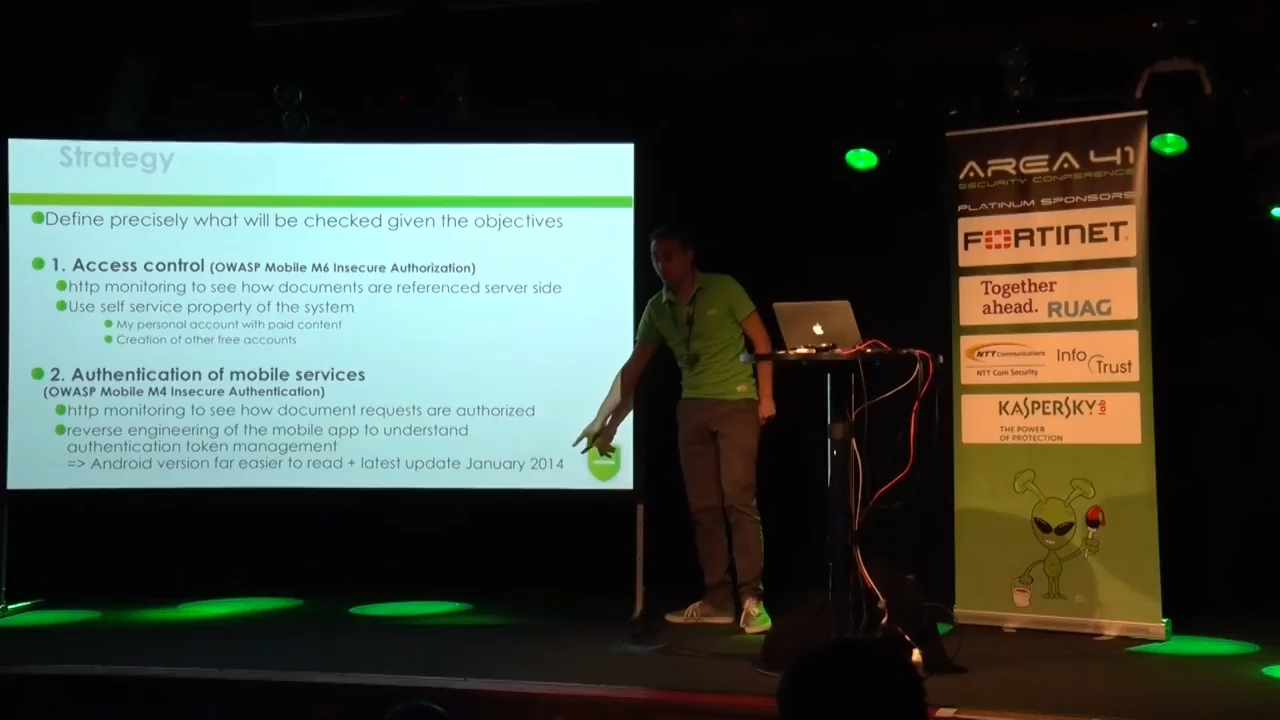 Strategy
Define precisely what will be checked given the objectives
1. Access control (OWASP Mobile M6 Insecure Authorization)
http monitoring to see how documents are referenced server side
Use self service property of the system
My personal account with paid content
Creation of other free accounts
2. Authentication of mobile services
(OWASP Mobile M4 Insecure Authentication)
http monitoring to see how document requests are authorized
reverse engineering of the mobile app to understand
authentication token management
=> Android version far easier to read + latest update January 2014
AREA 41
SECURITY CONFERENCE
PLATINUM SPONSORS
FORTINET
Together
ahead. RUAG
NTT Communications
NTT Com Security
Info Trust
KASPERSKY lab
THE POWER
OF PROTECTION